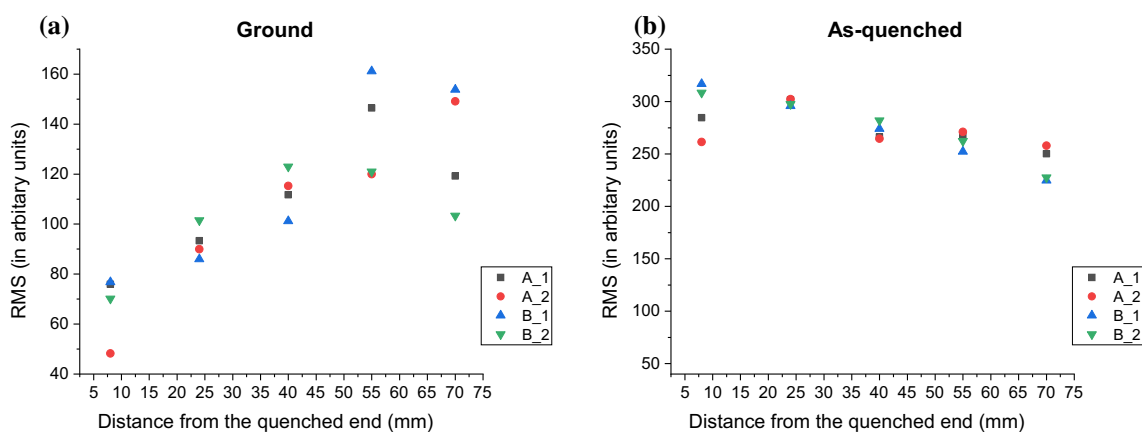 (a)
Ground
RMS (in arbitary units)
160
140
120
100
80
60
40
5 10 15 20 25 30 35 40 45 50 55 60 65 70 75
Distance from the quenched end (mm)
A_1
A_2
B_1
B_2
(b)
As-quenched
RMS (in arbitary units)
350
300
250
200
150
100
50
5 10 15 20 25 30 35 40 45 50 55 60 65 70 75
Distance from the quenched end (mm)
A_1
A_2
B_1
B_2